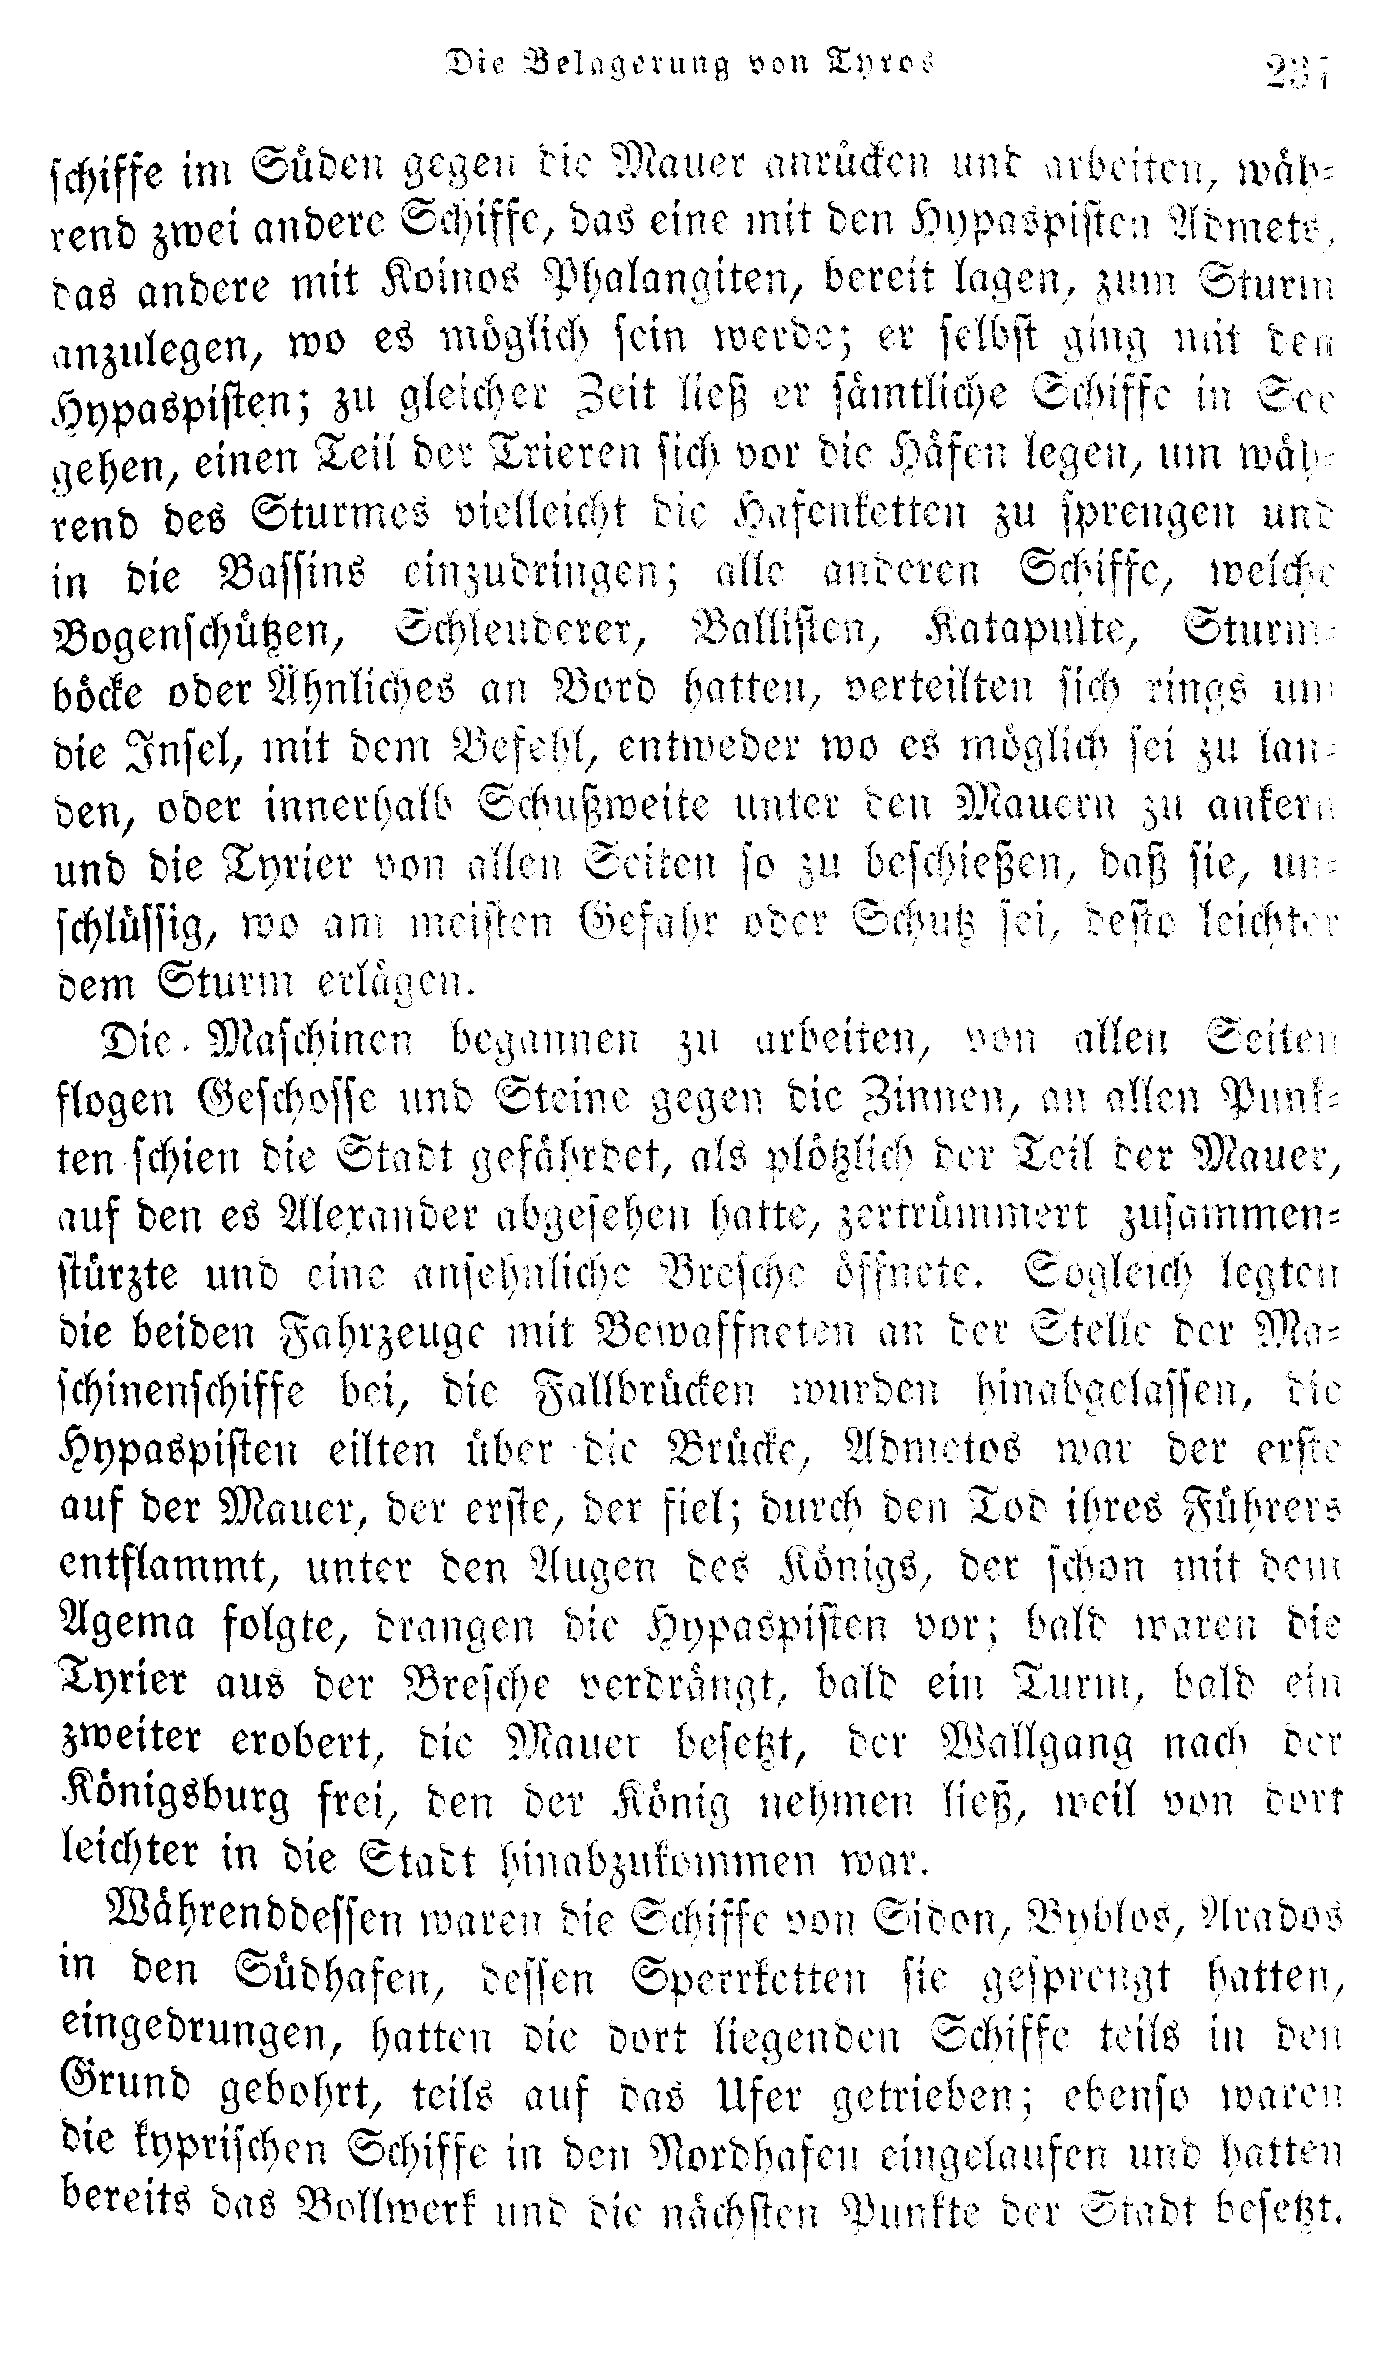 Die Belagerung von Tyros 237
schiffe im Süden gegen die Mauer anrücken und arbeiten, wäh-
rend zwei andere Schiffe, das eine mit den Hypaspisten Admets,
das andere mit Koinos Phalangiten, bereit lagen, zum Sturm
anzulegen, wo es möglich sein werde; er selbst ging mit den
Hypaspisten; zu gleicher Zeit ließ er sämtliche Schiffe in See
gehen, einen Teil der Trieren sich vor die Häfen legen, um wäh-
rend des Sturmes vielleicht die Hafenketten zu sprengen und
in die Bassins einzudringen; alle anderen Schiffe, welche
Bogenschützen, Schleuderer, Ballisten, Katapulte, Sturm-
böcke oder Ähnliches an Bord hatten, verteilten sich rings um
die Insel, mit dem Befehl, entweder wo es möglich sei zu lan-
den, oder innerhalb Schußweite unter den Mauern zu ankern
und die Tyrier von allen Seiten so zu beschießen, daß sie, un-
schlüssig, wo am meisten Gefahr oder Schutz sei, desto leichter
dem Sturm erlägen.
Die Maschinen begannen zu arbeiten, von allen Seiten
flogen Geschosse und Steine gegen die Zinnen, an allen Punk-
ten schien die Stadt gefährdet, als plötzlich der Teil der Mauer,
auf den es Alexander abgesehen hatte, zertrümmert zusammen-
stürzte und eine ansehnliche Bresche öffnete. Sogleich legten
die beiden Fahrzeuge mit Bewaffneten an der Stelle der Ma-
schinenschiffe bei, die Fallbrücken wurden hinabgelassen, die
Hypaspisten eilten über die Brücke, Admetos war der erste
auf der Mauer, der erste, der fiel; durch den Tod ihres Führers
entflammt, unter den Augen des Königs, der schon mit dem
Agema folgte, drangen die Hypaspisten vor; bald waren die
Tyrier aus der Bresche verdrängt, bald ein Turm, bald ein
zweiter erobert, die Mauer besetzt, der Wallgang nach der
Königsburg frei, den der König nehmen ließ, weil von dort
leichter in die Stadt hinabzukommen war.
Währenddessen waren die Schiffe von Sidon, Byblos, Arados
in den Südhafen, dessen Sperrketten sie gesprengt hatten,
eingedrungen, hatten die dort liegenden Schiffe teils in den
Grund gebohrt, teils auf das Ufer getrieben; ebenso waren
die kyprischen Schiffe in den Nordhafen eingelaufen und hatten
bereits das Bollwerk und die nächsten Punkte der Stadt besetzt.